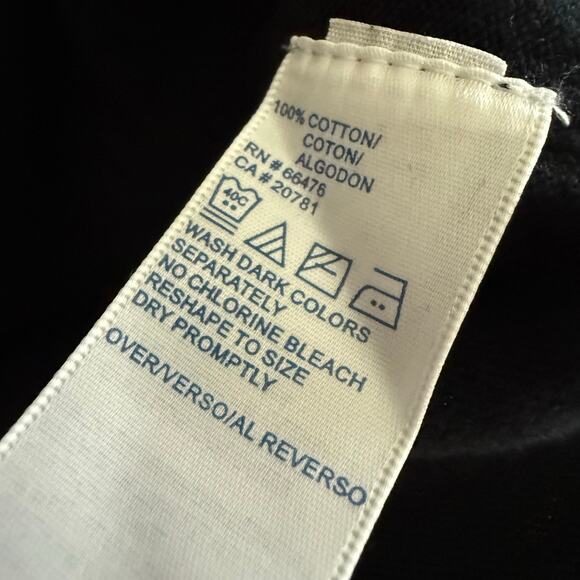 100% COTTON/
COTON/
ALGODON
RN # 66476
CA # 20781
40C
WASH DARK COLORS
SEPARATELY
NO CHLORINE BLEACH
RESHAPE TO SIZE
DRY PROMPTLY
OVER/VERSO/AL REVERSO